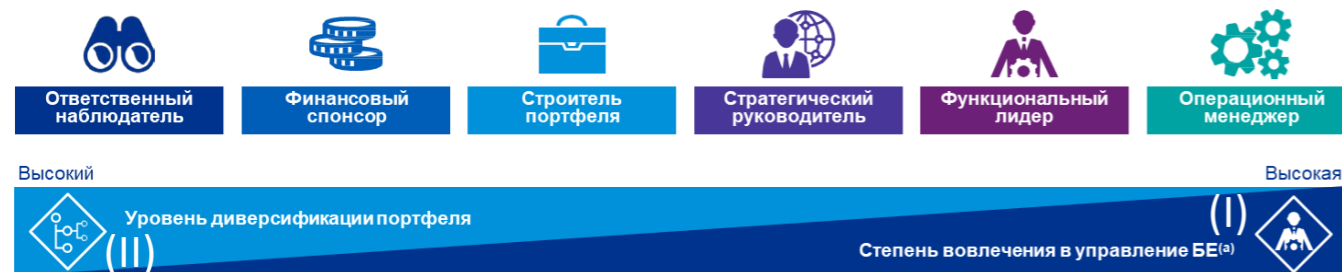 Ответственный
наблюдатель
Финансовый
спонсор
Строитель
портфеля
Стратегический
руководитель
Функциональный
лидер
Операционный
менеджер
Высокий
Высокая
Уровень диверсификации портфеля
(I)
(II)
Степень вовлечения в управление БЕ(a)